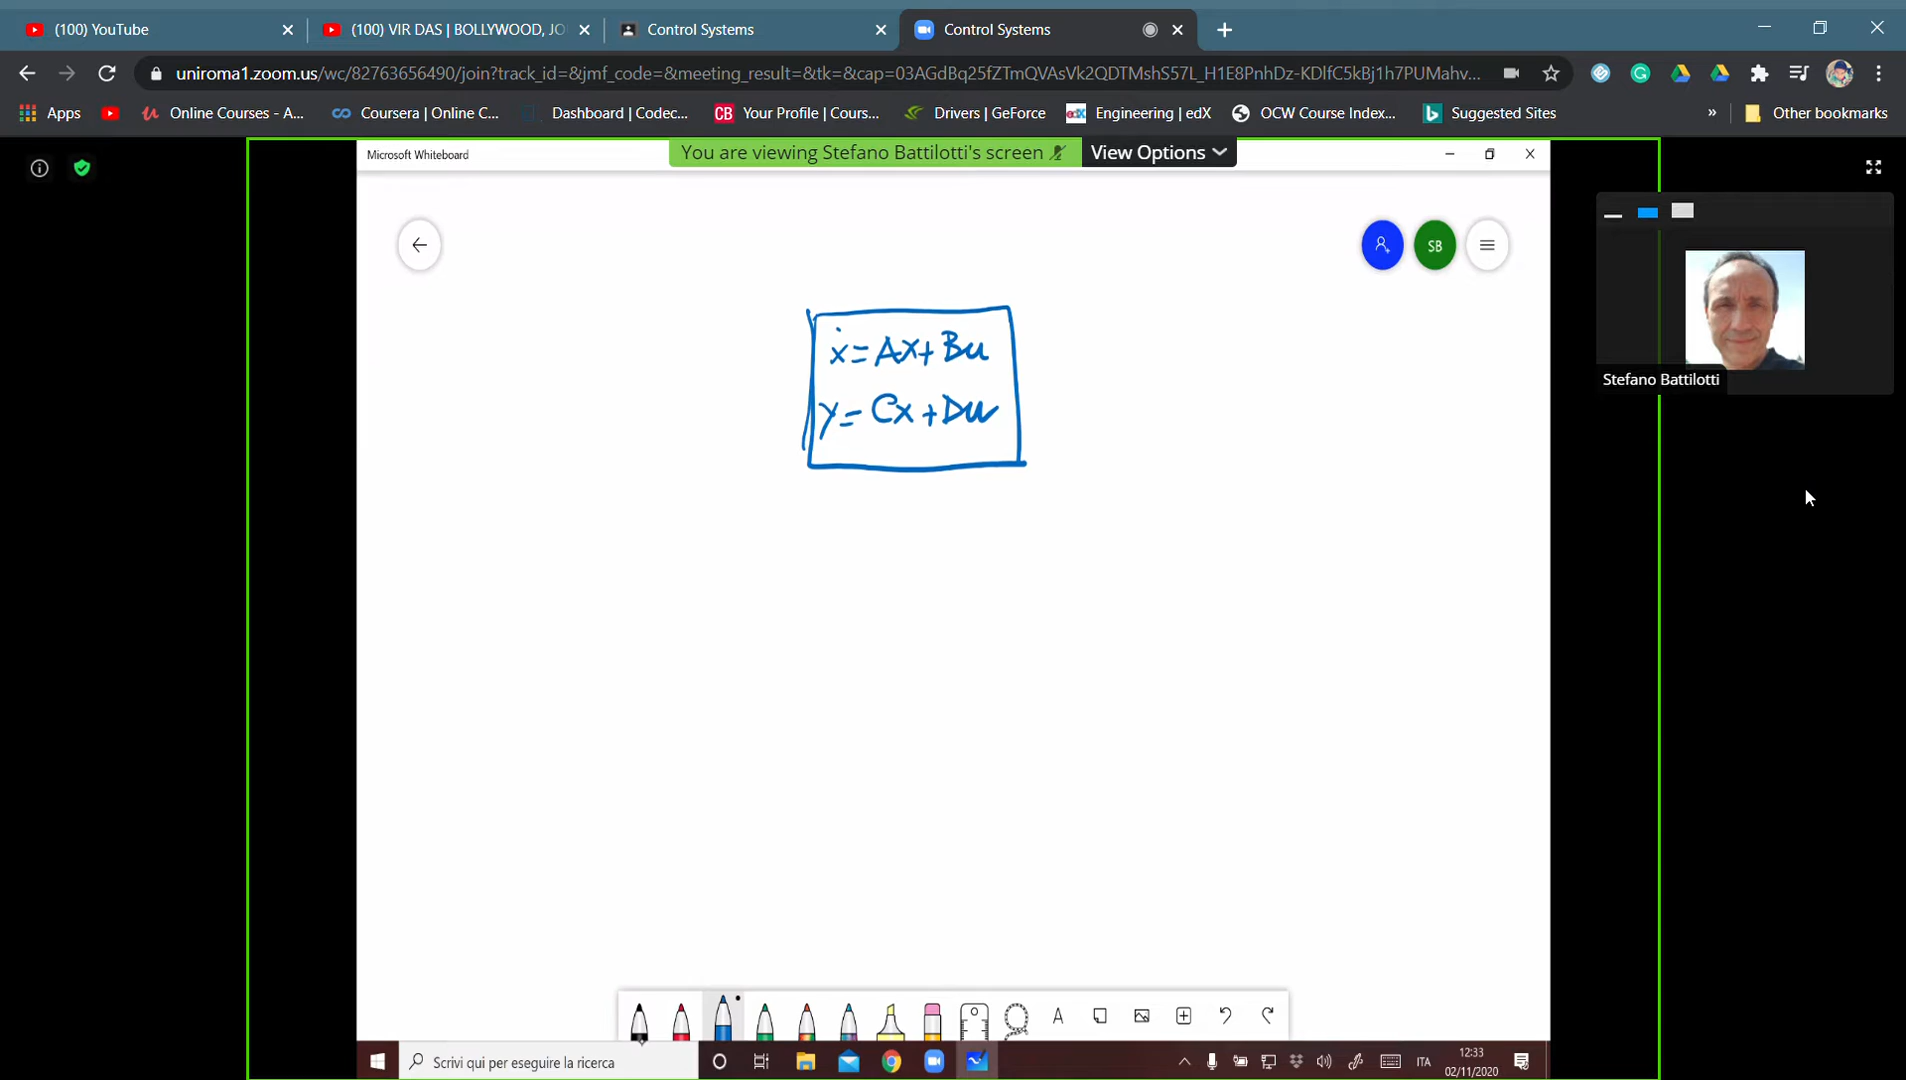 (100) YouTube
(100) VIR DAS | BOLLYWOOD, JO
Control Systems
Control Systems
uniroma1.zoom.us/wc/82763656490/join?track_id=&jmf_code=&meeting_result=&tk=&cap=03AGdBq25fZTmQVAsVk2QDTMshS57L_H1E8PnhDz-KDlfC5kBj1h7PUMahv...
Apps
Online Courses - A...
Coursera | Online C...
Dashboard | Codec...
CB Your Profile | Cours...
Drivers | GeForce
edX Engineering | edX
OCW Course Index...
Suggested Sites
» Other bookmarks
Microsoft Whiteboard
You are viewing Stefano Battilotti's screen
View Options
SB
Stefano Battilotti
ẋ = Ax + Bu
y = Cx + Du
A
Scrivi qui per eseguire la ricerca
ITA
12:33
02/11/2020